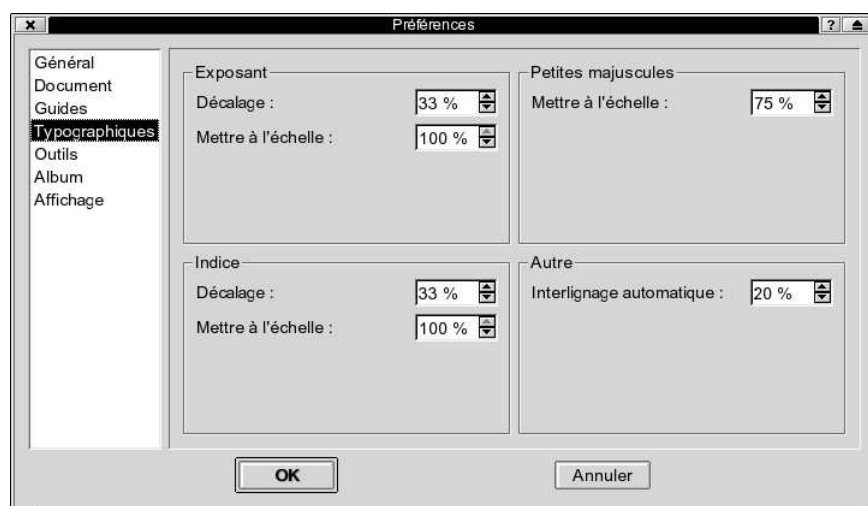 Préférences
?
Général
Document
Guides
Typographiques
Outils
Album
Affichage
Exposant
Décalage : 33 %
Mettre à l'échelle : 100 %
Petites majuscules
Mettre à l'échelle : 75 %
Indice
Décalage : 33 %
Mettre à l'échelle : 100 %
Autre
Interlignage automatique : 20 %
OK
Annuler